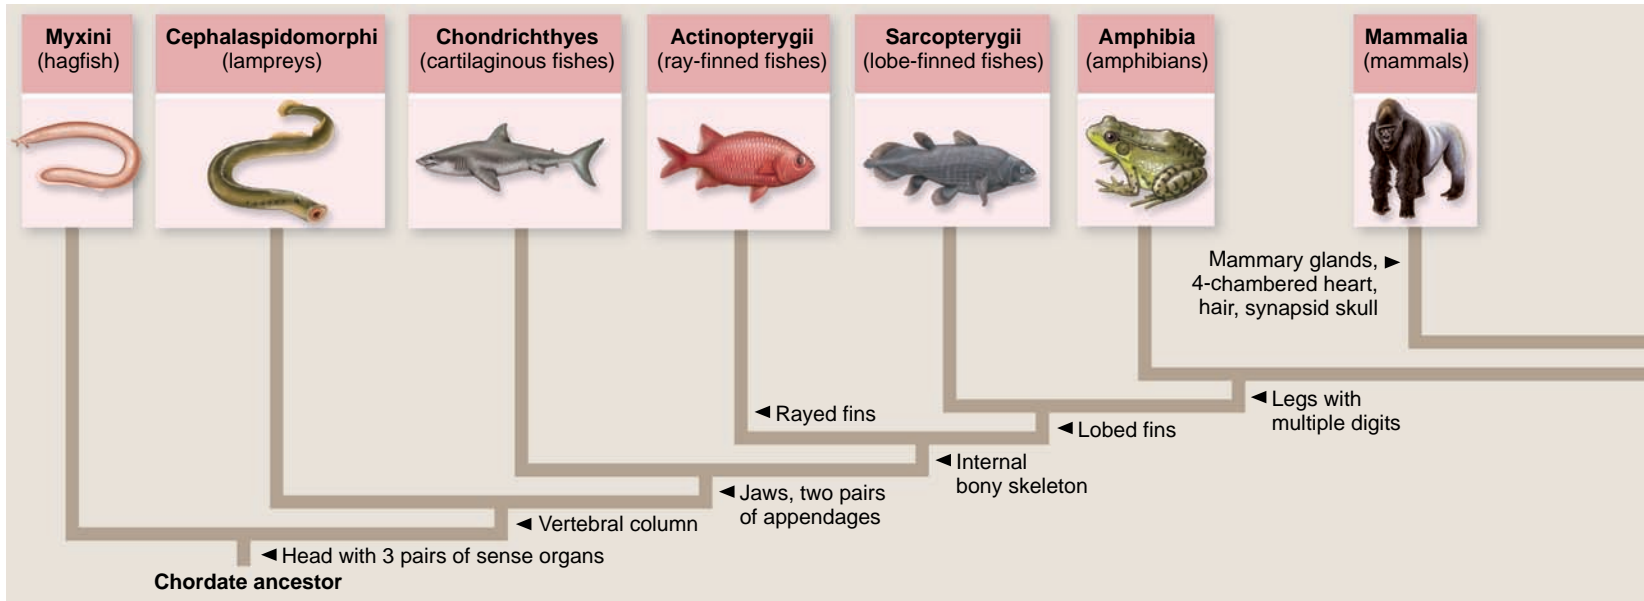 Myxini
(hagfish)
Cephalaspidomorphi
(lampreys)
Chondrichthyes
(cartilaginous fishes)
Actinopterygii
(ray-finned fishes)
Sarcopterygii
(lobe-finned fishes)
Amphibia
(amphibians)
Mammalia
(mammals)
Mammary glands,
4-chambered heart,
hair, synapsid skull
Legs with
multiple digits
Rayed fins
Lobed fins
Internal
bony skeleton
Jaws, two pairs
of appendages
Vertebral column
Head with 3 pairs of sense organs
Chordate ancestor